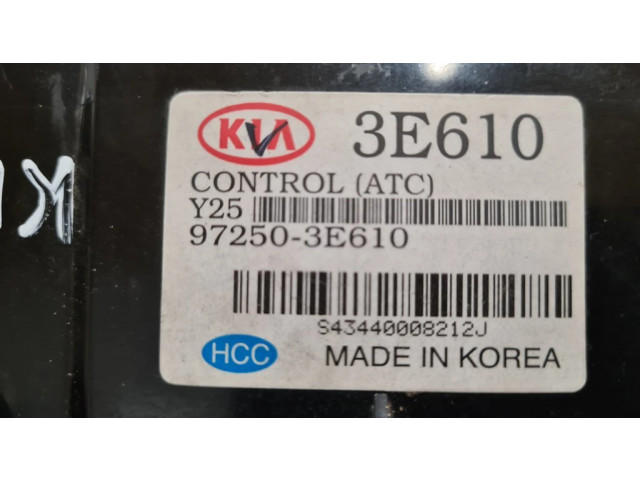 KIA 3E610
CONTROL (ATC)
Y25
97250-3E610
S43440008212J
HCC MADE IN KOREA